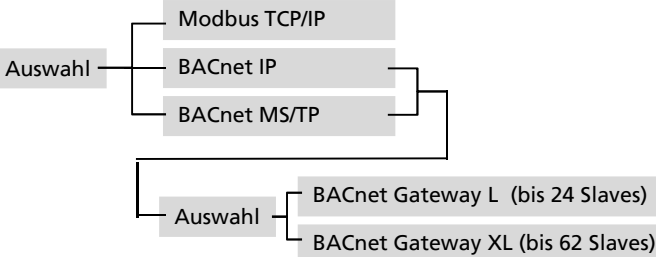 Modbus TCP/IP
Auswahl
BACnet IP
BACnet MS/TP
Auswahl
BACnet Gateway L (bis 24 Slaves)
BACnet Gateway XL (bis 62 Slaves)